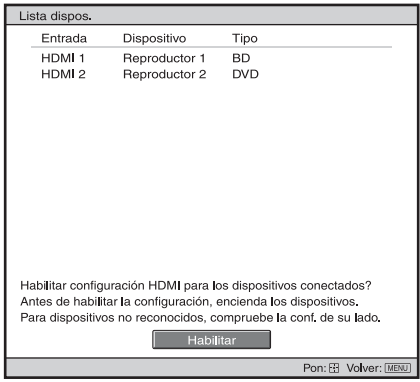 Lista dispos.
Entrada Dispositivo Tipo
HDMI 1 Reproductor 1 BD
HDMI 2 Reproductor 2 DVD
Habilitar configuración HDMI para los dispositivos conectados?
Antes de habilitar la configuración, encienda los dispositivos.
Para dispositivos no reconocidos, compruebe la conf. de su lado.
Habilitar
Pon: Volver: MENU